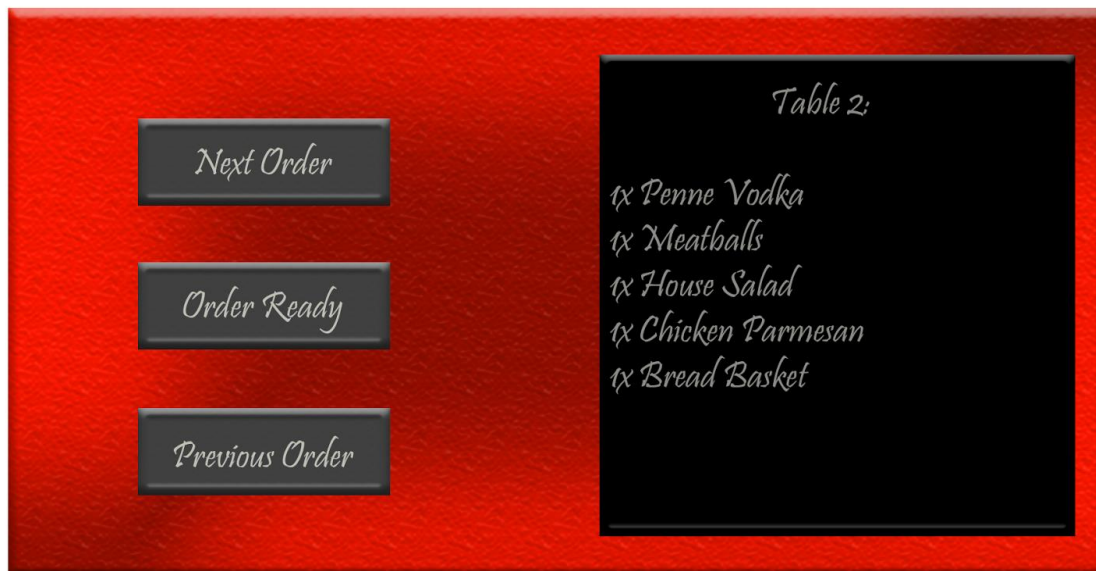 Next Order
Order Ready
Previous Order
Table 2:
1x Penne Vodka
1x Meatballs
1x House Salad
1x Chicken Parmesan
1x Bread Basket